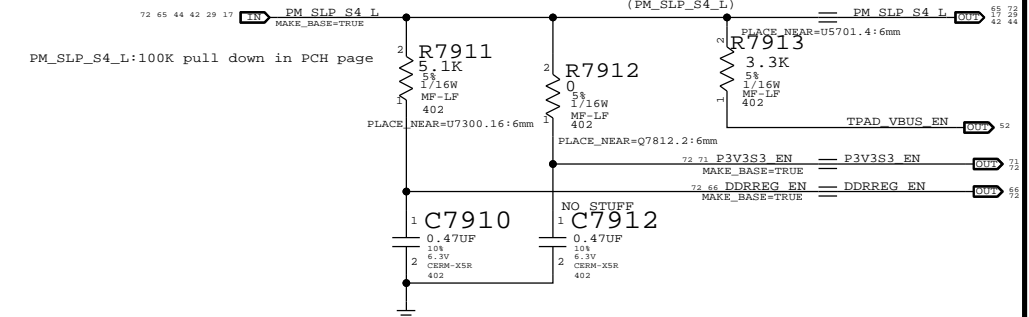 (PM_SLP_S4_L)
72 65 44 42 29 17 IN PM_SLP_S4_L
MAKE_BASE=TRUE
PM_SLP_S4_L OUT 65 72
17 29
42 44
PLACE_NEAR=U5701.4:6mm
PM_SLP_S4_L:100K pull down in PCH page
2 R7911
5.1K
5%
1/16W
MF-LF
402
1
PLACE_NEAR=U7300.16:6mm
2 R7912
0
5%
1/16W
MF-LF
402
1
PLACE_NEAR=Q7812.2:6mm
2 R7913
3.3K
5%
1/16W
MF-LF
402
1
TPAD_VBUS_EN OUT 52
72 71 P3V3S3_EN P3V3S3_EN OUT 71
72
MAKE_BASE=TRUE
72 66 DDRREG_EN DDRREG_EN OUT 66
72
MAKE_BASE=TRUE
1 C7910
0.47UF
10%
6.3V
2 CERM-X5R
402
NO STUFF
1 C7912
0.47UF
10%
6.3V
2 CERM-X5R
402